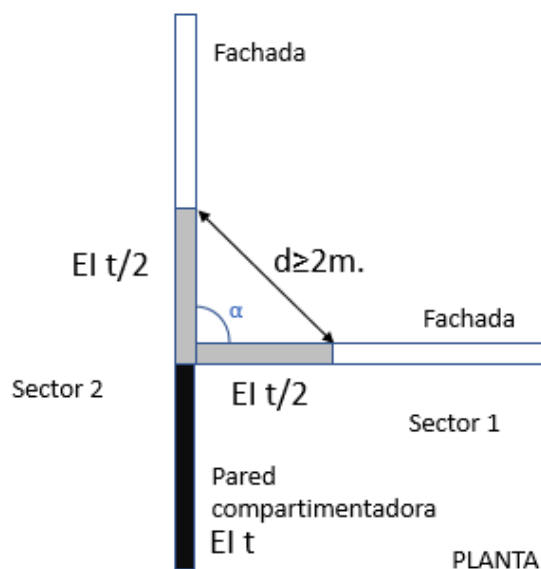 Fachada
EI t/2
d≥2m.
α
Fachada
Sector 2
EI t/2
Sector 1
Pared
compartimentadora
EI t
PLANTA